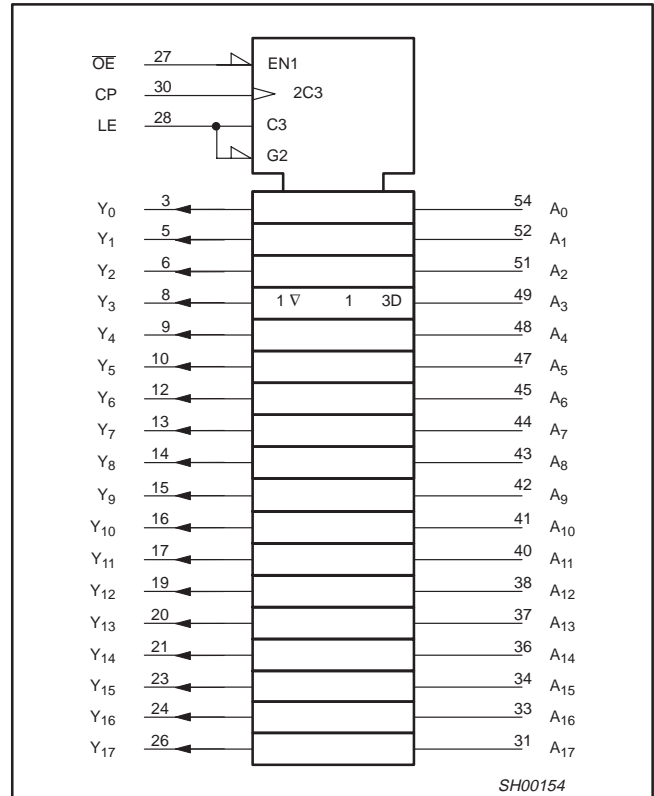 OE 27 EN1
CP 30 2C3
LE 28 C3
G2
Y0 3 54 A0
Y1 5 52 A1
Y2 6 51 A2
Y3 8 1 ∇ 1 3D 49 A3
Y4 9 48 A4
Y5 10 47 A5
Y6 12 45 A6
Y7 13 44 A7
Y8 14 43 A8
Y9 15 42 A9
Y10 16 41 A10
Y11 17 40 A11
Y12 19 38 A12
Y13 20 37 A13
Y14 21 36 A14
Y15 23 34 A15
Y16 24 33 A16
Y17 26 31 A17
SH00154